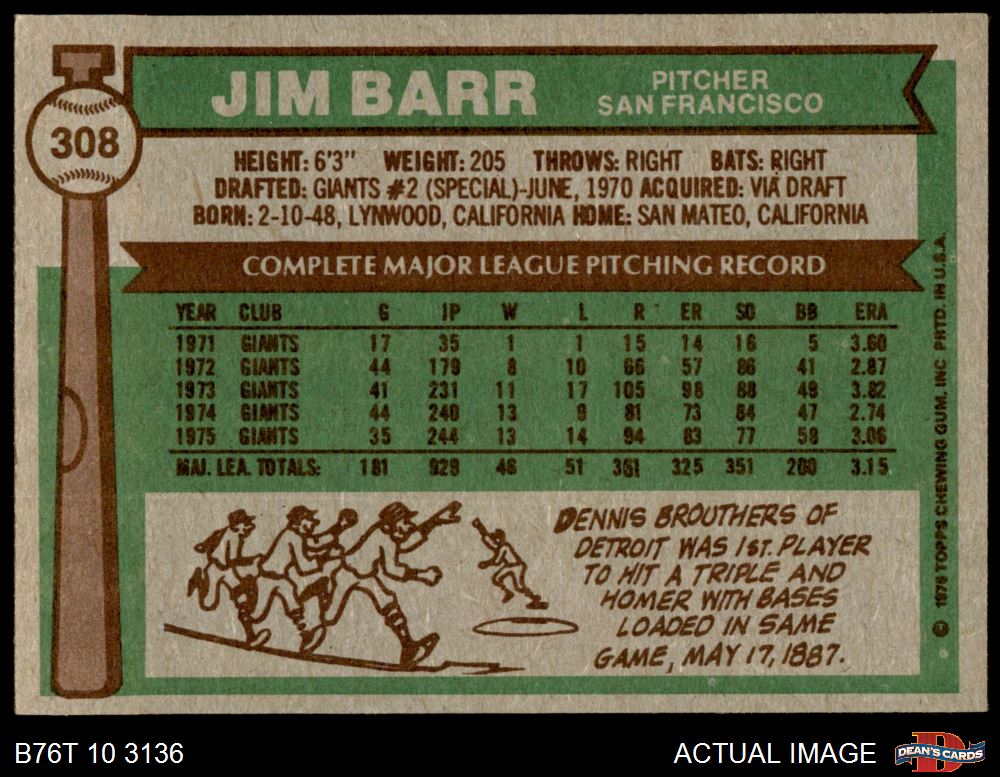 JIM BARR
PITCHER
SAN FRANCISCO
308
HEIGHT: 6'3" WEIGHT: 205 THROWS: RIGHT BATS: RIGHT
DRAFTED: GIANTS #2 (SPECIAL)-JUNE, 1970 ACQUIRED: VIA DRAFT
BORN: 2-10-48, LYNWOOD, CALIFORNIA HOME: SAN MATEO, CALIFORNIA
COMPLETE MAJOR LEAGUE PITCHING RECORD
YEAR CLUB G IP W L R ER SO BB ERA
1971 GIANTS 17 35 1 1 15 14 16 5 3.60
1972 GIANTS 44 179 8 10 66 57 86 41 2.87
1973 GIANTS 41 231 11 17 105 98 88 49 3.82
1974 GIANTS 44 240 13 9 81 73 84 47 2.74
1975 GIANTS 35 244 13 14 94 83 77 58 3.06
MAJ. LEA. TOTALS: 181 929 46 51 361 325 351 200 3.15
DENNIS BROUTHERS OF
DETROIT WAS 1ST. PLAYER
TO HIT A TRIPLE AND
HOMER WITH BASES
LOADED IN SAME
GAME, MAY 17, 1887.
© 1976 TOPPS CHEWING GUM, INC PRTD. IN U.S.A.
B76T 10 3136
ACTUAL IMAGE
DEAN'S CARDS